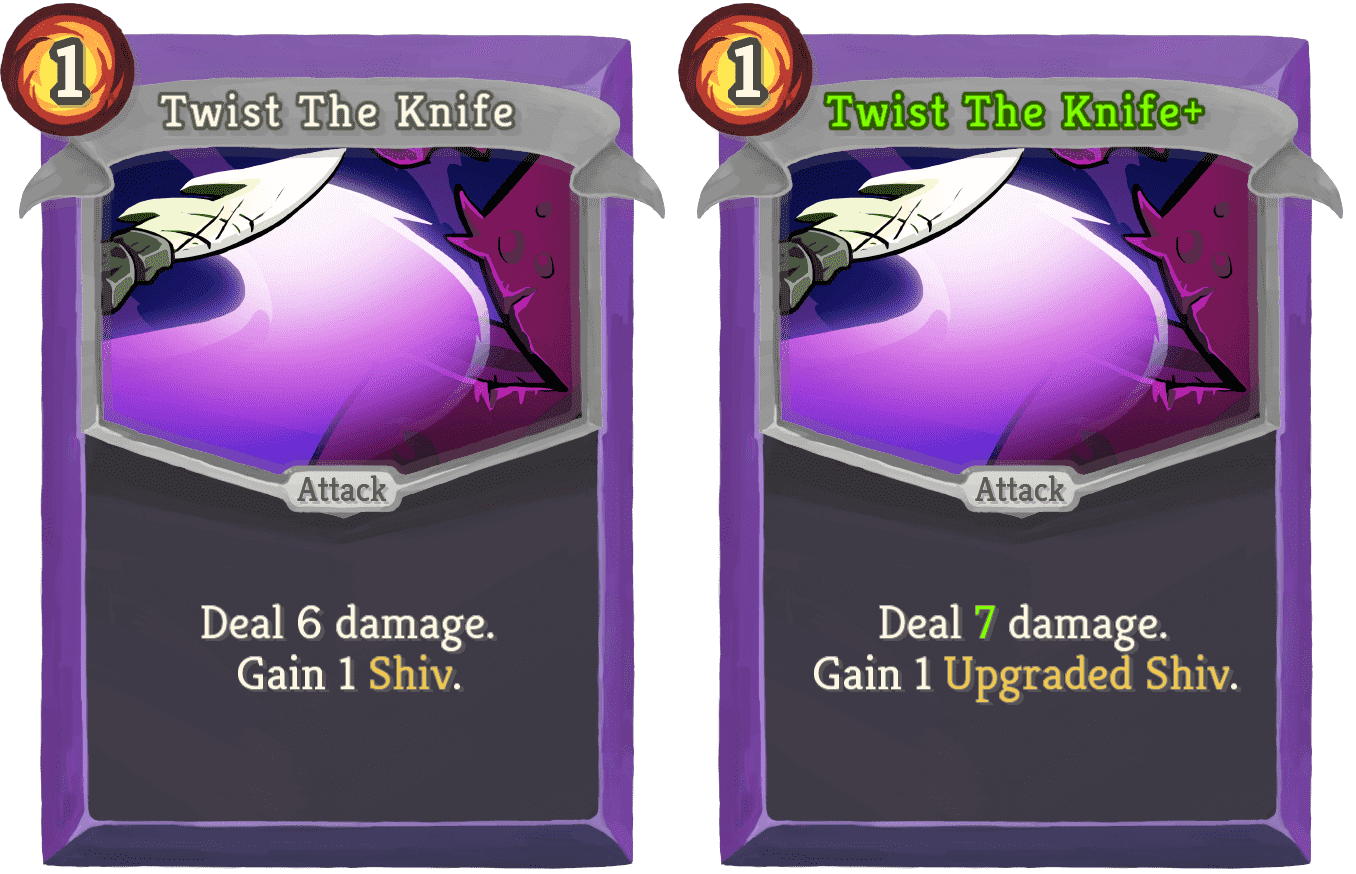 1
Twist The Knife
Attack
Deal 6 damage.
Gain 1 Shiv.
1
Twist The Knife+
Attack
Deal 7 damage.
Gain 1 Upgraded Shiv.